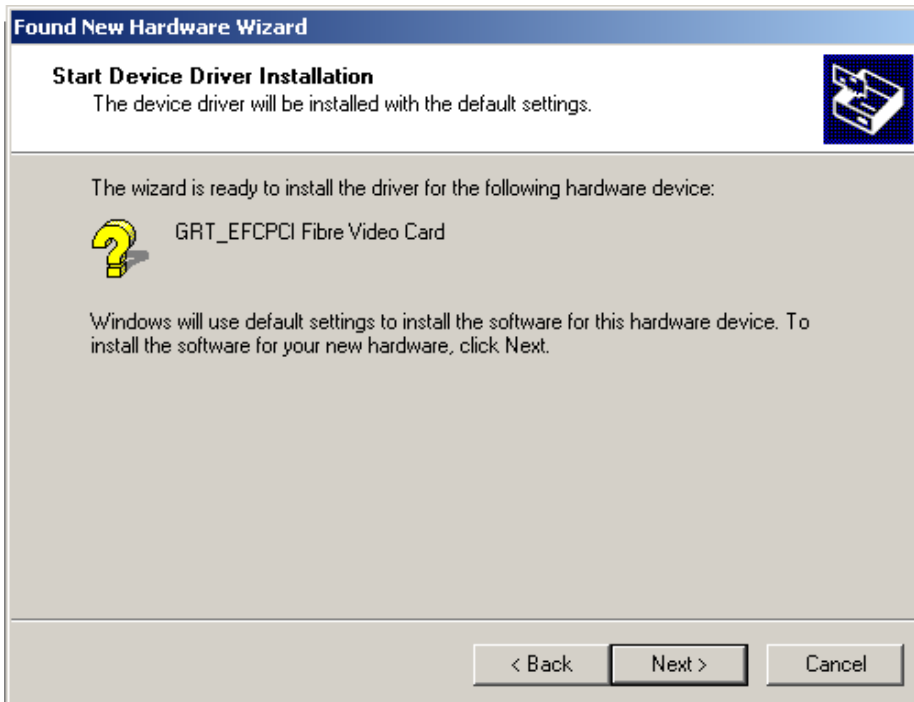 Found New Hardware Wizard
Start Device Driver Installation
The device driver will be installed with the default settings.
The wizard is ready to install the driver for the following hardware device:
GRT_EFCPCI Fibre Video Card
Windows will use default settings to install the software for this hardware device. To
install the software for your new hardware, click Next.
< Back
Next >
Cancel